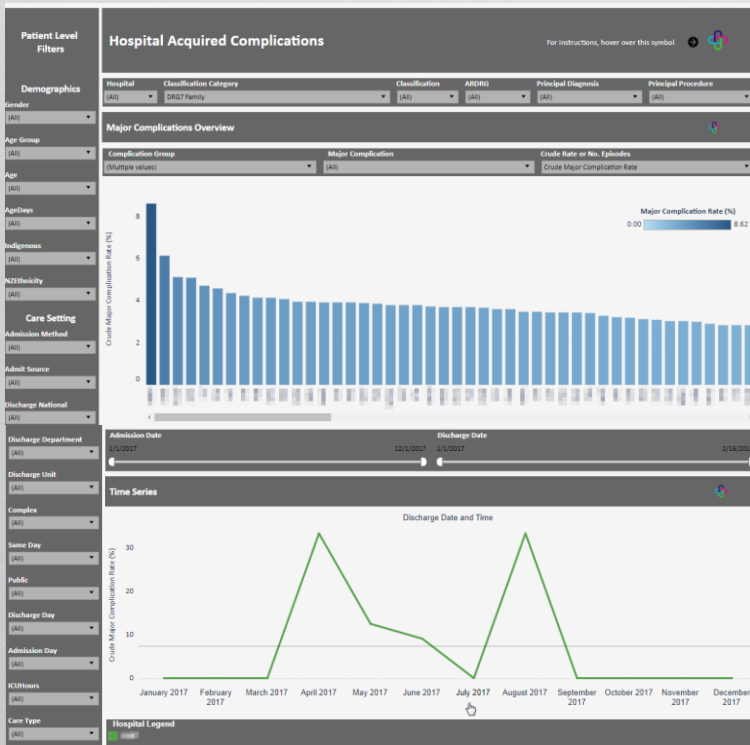 Patient Level
Filters
Hospital Acquired Complications
For Instructions, hover over this symbol
Demographics
Gender
(All)
Age Group
(All)
Age
(All)
AgeDays
(All)
Indigenous
(All)
NZEthnicity
(All)
Care Setting
Admission Method
(All)
Admit Source
(All)
Discharge National
(All)
Discharge Department
(All)
Discharge Unit
(All)
Complex
(All)
Same Day
(All)
Public
(All)
Discharge Day
(All)
Admission Day
(All)
ICUHours
(All)
Care Type
(All)
Hospital Classification Category Classification ARDRG Principal Diagnosis Principal Procedure
(All) DRG7 Family (All) (All) (All) (All)
Major Complications Overview
Complication Group Major Complication Crude Rate or No. Episodes
(Multiple values) (All) Crude Major Complication Rate
Major Complication Rate (%)
0.00 8.62
Crude Major Complication Rate (%)
8
6
4
2
0
Admission Date Discharge Date
1/1/2017 12/1/2017 1/1/2017
Time Series
Discharge Date and Time
Crude Major Complication Rate (%)
30
20
10
0
January 2017 February 2017 March 2017 April 2017 May 2017 June 2017 July 2017 August 2017 September 2017 October 2017 November 2017 December 2017
Hospital Legend